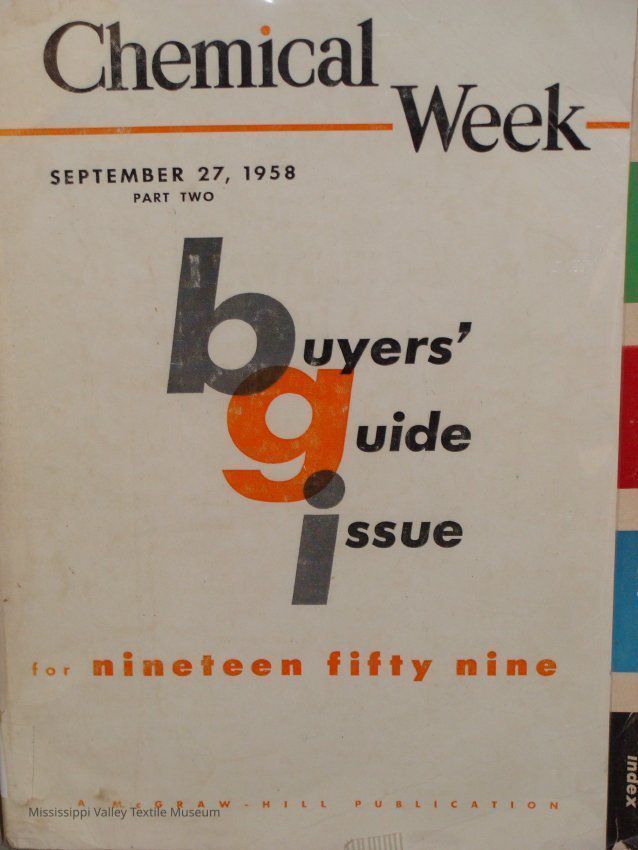 Chemical
Week
SEPTEMBER 27, 1958
PART TWO
buyers'
guide
issue
for nineteen fifty nine
A McGRAW-HILL PUBLICATION
Mississippi Valley Textile Museum
index